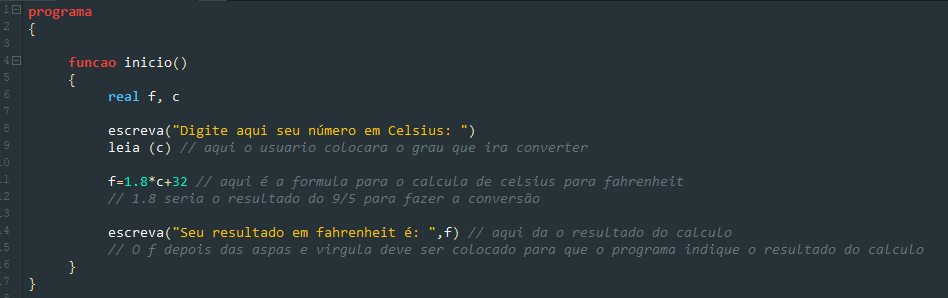 1 programa
2 {
3
4 funcao inicio()
5 {
6 real f, c
7
8 escreva("Digite aqui seu número em Celsius: ")
9 leia (c) // aqui o usuario colocara o grau que ira converter
10
11 f=1.8*c+32 // aqui é a formula para o calcula de celsius para fahrenheit
12 // 1.8 seria o resultado do 9/5 para fazer a conversão
13
14 escreva("Seu resultado em fahrenheit é: ",f) // aqui da o resultado do calculo
15 // O f depois das aspas e virgula deve ser colocado para que o programa indique o resultado do calculo
16 }
17 }